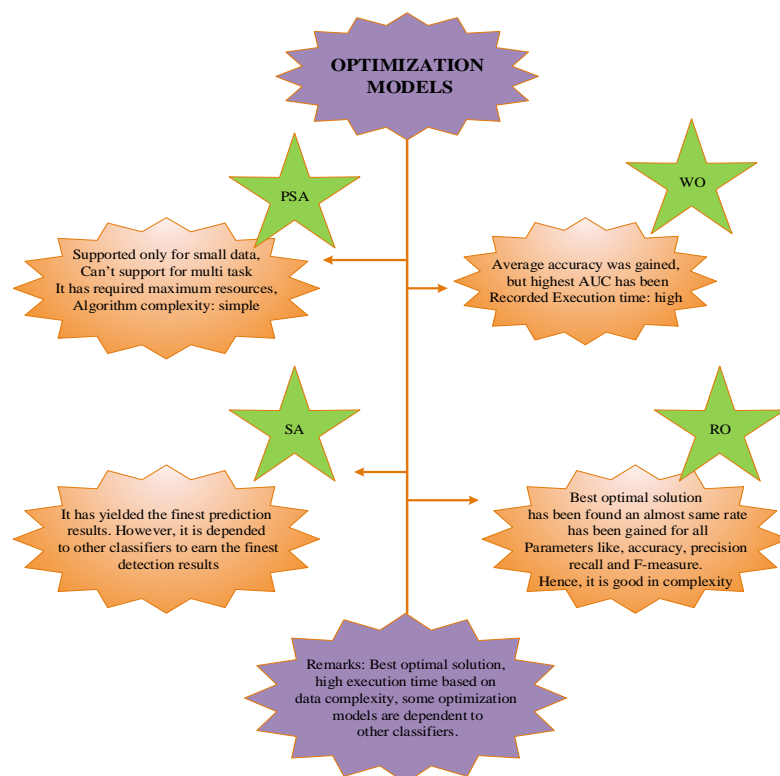 OPTIMIZATION
MODELS
PSA
Supported only for small data,
Can't support for multi task
It has required maximum resources,
Algorithm complexity: simple
WO
Average accuracy was gained,
but highest AUC has been
Recorded Execution time: high
SA
It has yielded the finest prediction
results. However, it is depended
to other classifiers to earn the finest
detection results
RO
Best optimal solution
has been found an almost same rate
has been gained for all
Parameters like, accuracy, precision
recall and F-measure.
Hence, it is good in complexity
Remarks: Best optimal solution,
high execution time based on
data complexity, some optimization
models are dependent to
other classifiers.